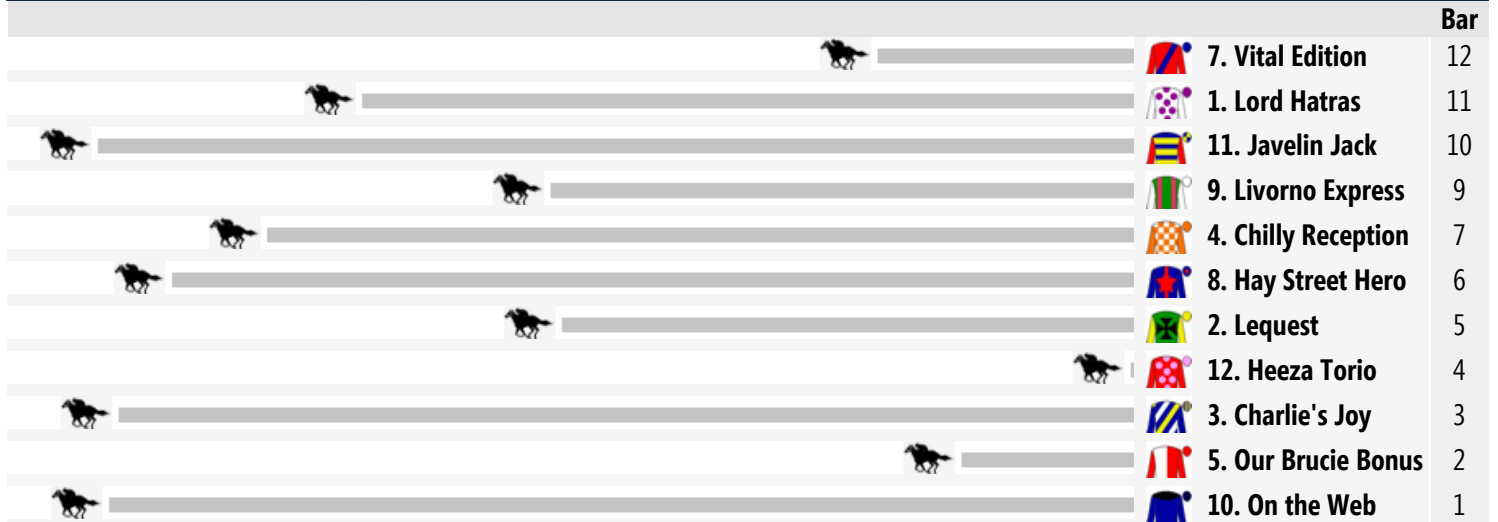 Bar
7. Vital Edition 12
1. Lord Hatras 11
11. Javelin Jack 10
9. Livorno Express 9
4. Chilly Reception 7
8. Hay Street Hero 6
2. Lequest 5
12. Heeza Torio 4
3. Charlie's Joy 3
5. Our Brucie Bonus 2
10. On the Web 1